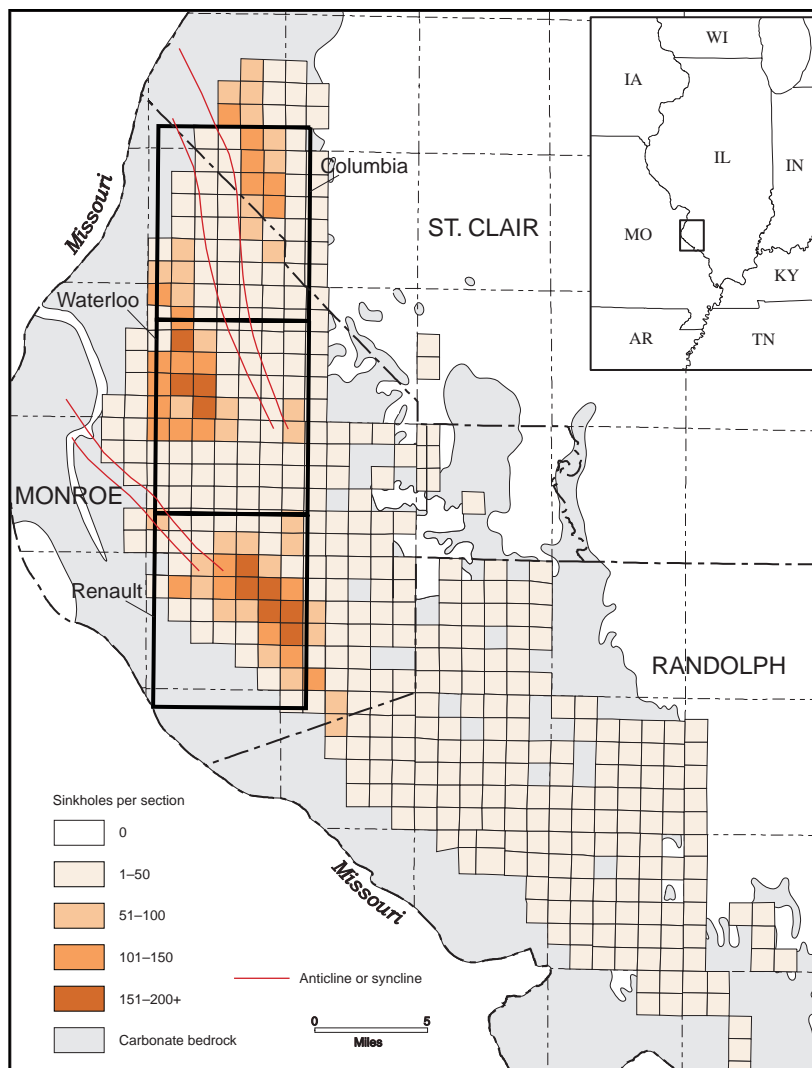 WI
IA
IL
IN
MO
KY
AR
TN
Columbia
Missouri
ST. CLAIR
Waterloo
MONROE
Renault
RANDOLPH
Missouri
Sinkholes per section
0
1–50
51–100
101–150
151–200+
Carbonate bedrock
Anticline or syncline
0 5
Miles